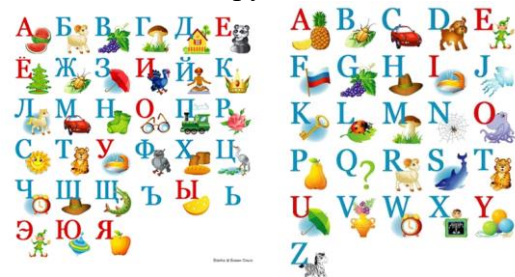 А Б В Г Д Е
Ё Ж З И Й К
Л М Н О П Р
С Т У Ф Х Ц
Ч Ш Щ Ъ Ы Ь
Э Ю Я
A B C D E
F G H I J
K L M N O
P Q R S T
U V W X Y
Z